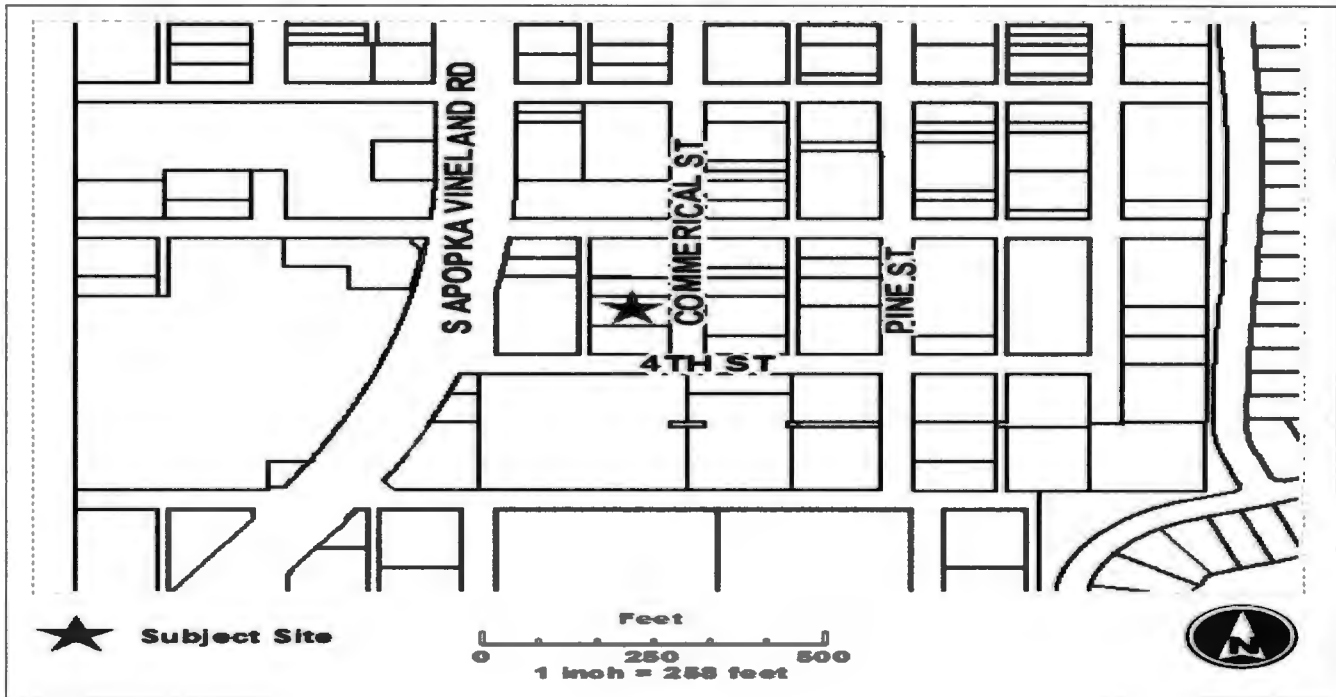 S APOPKA VINELAND RD
COMMERICAL ST
PINE ST
4TH ST
Subject Site
Feet
0 250 500
1 inch = 258 feet
N